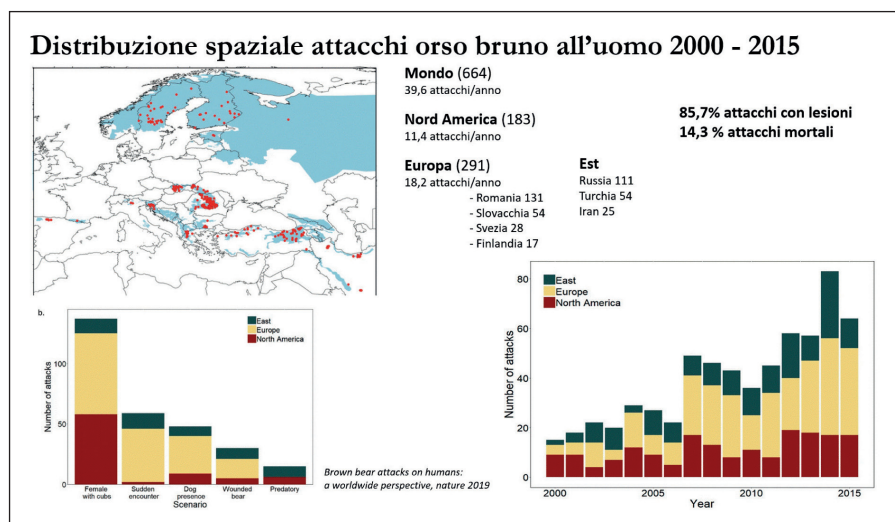 Distribuzione spaziale attacchi orso bruno all'uomo 2000 - 2015
Mondo (664)
39,6 attacchi/anno
Nord America (183)
11,4 attacchi/anno
Europa (291)
18,2 attacchi/anno
- Romania 131
- Slovacchia 54
- Svezia 28
- Finlandia 17
Est
Russia 111
Turchia 54
Iran 25
85,7% attacchi con lesioni
14,3 % attacchi mortali
b.
East
Europe
North America
Number of attacks
100
50
0
Female
with cubs
Sudden
encounter
Dog
presence
Wounded
bear
Predatory
Scenario
Brown bear attacks on humans:
a worldwide perspective, nature 2019
East
Europe
North America
Number of attacks
80
60
40
20
0
2000
2005
2010
2015
Year